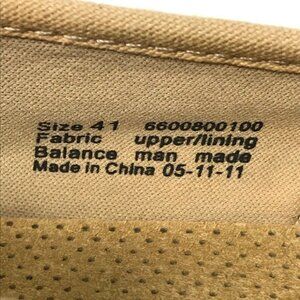 Size 41 6600800100
Fabric upper/lining
Balance man made
Made in China 05-11-11